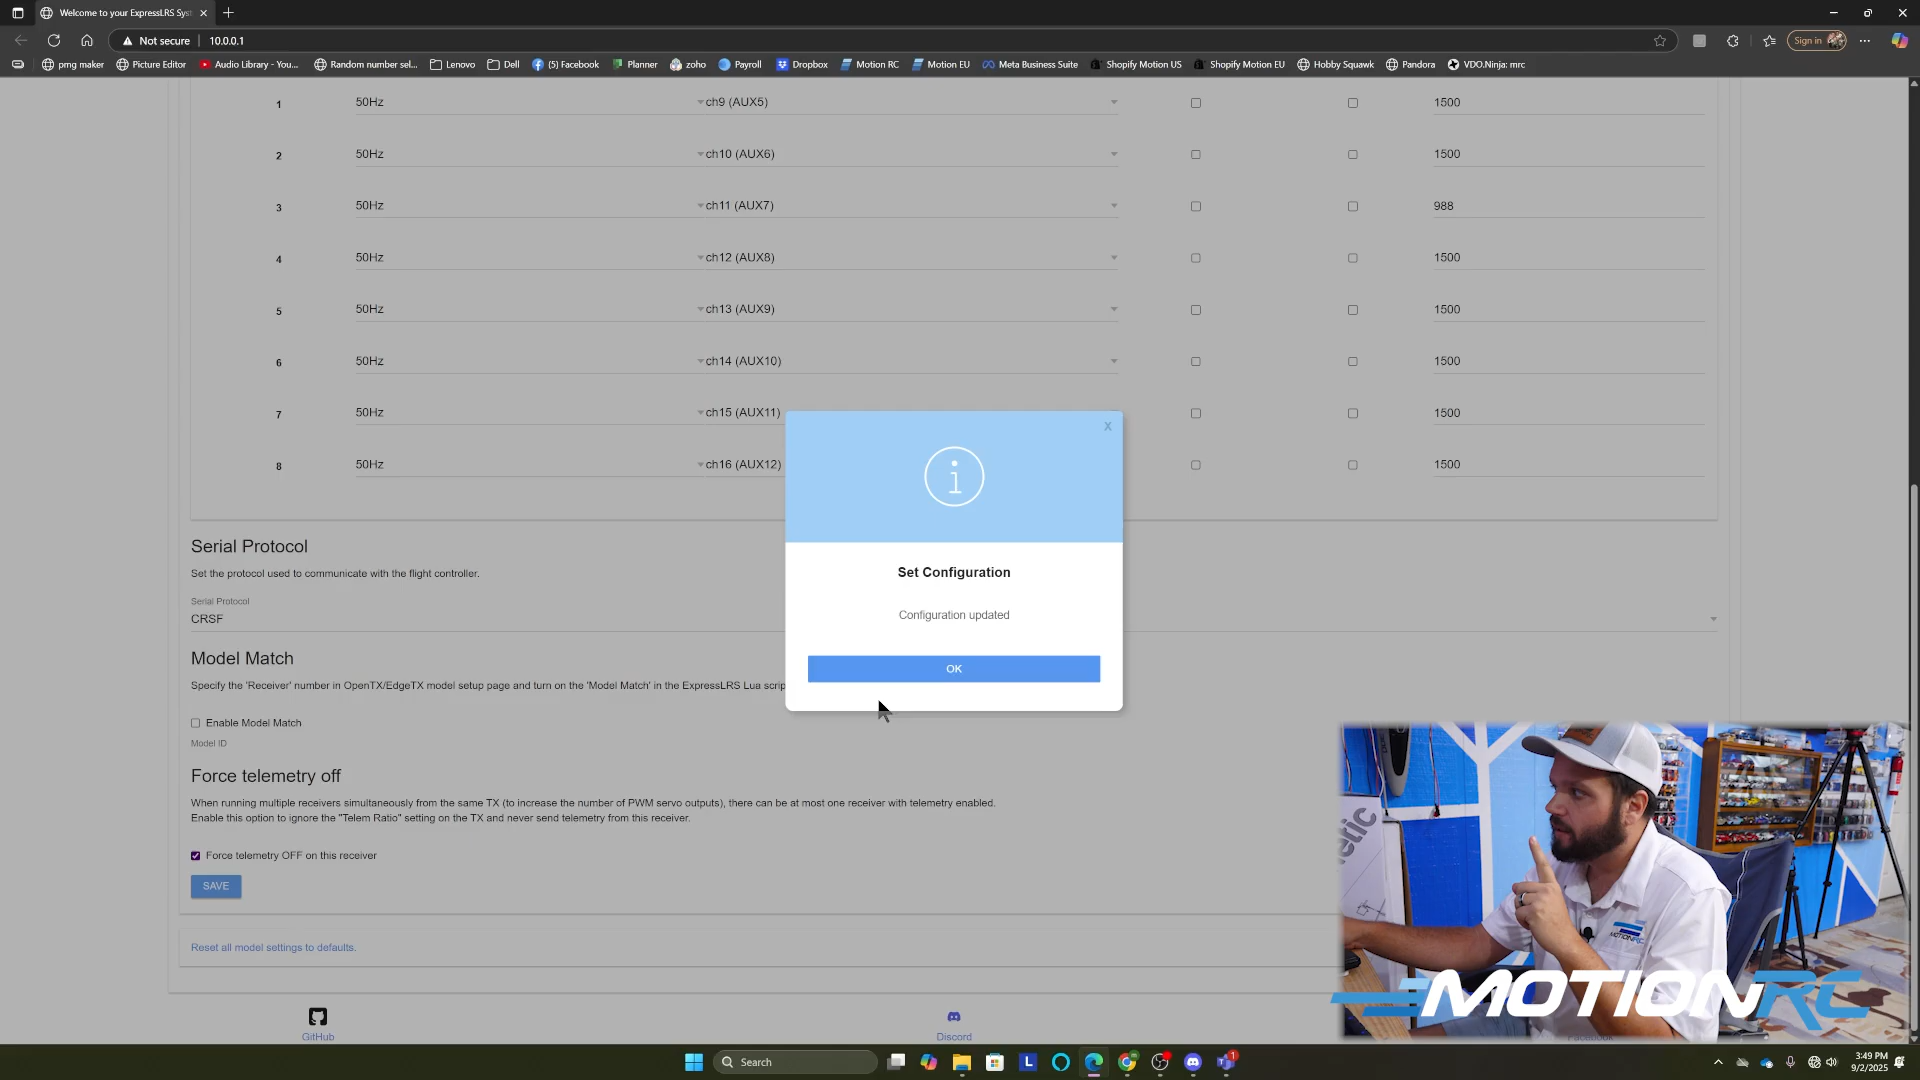 Welcome to your ExpressLRS Syst
Not secure
10.0.0.1
Sign in
pmg maker
Picture Editor
Audio Library - You...
Random number sel...
Lenovo
Dell
(5) Facebook
Planner
zoho
Payroll
Dropbox
Motion RC
Motion EU
Meta Business Suite
Shopify Motion US
Shopify Motion EU
Hobby Squawk
Pandora
VDO.Ninja: mrc
1 50Hz ch9 (AUX5) 1500
2 50Hz ch10 (AUX6) 1500
3 50Hz ch11 (AUX7) 988
4 50Hz ch12 (AUX8) 1500
5 50Hz ch13 (AUX9) 1500
6 50Hz ch14 (AUX10) 1500
7 50Hz ch15 (AUX11) 1500
8 50Hz ch16 (AUX12) 1500
X
Set Configuration
Configuration updated
OK
Serial Protocol
Set the protocol used to communicate with the flight controller.
Serial Protocol
CRSF
Model Match
Specify the 'Receiver' number in OpenTX/EdgeTX model setup page and turn on the 'Model Match' in the ExpressLRS Lua scrip
Enable Model Match
Model ID
Force telemetry off
When running multiple receivers simultaneously from the same TX (to increase the number of PWM servo outputs), there can be at most one receiver with telemetry enabled.
Enable this option to ignore the "Telem Ratio" setting on the TX and never send telemetry from this receiver.
Force telemetry OFF on this receiver
SAVE
Reset all model settings to defaults.
GitHub
Discord
MOTIONRC
MOTIONRC
Search
1
3:49 PM
9/2/2025